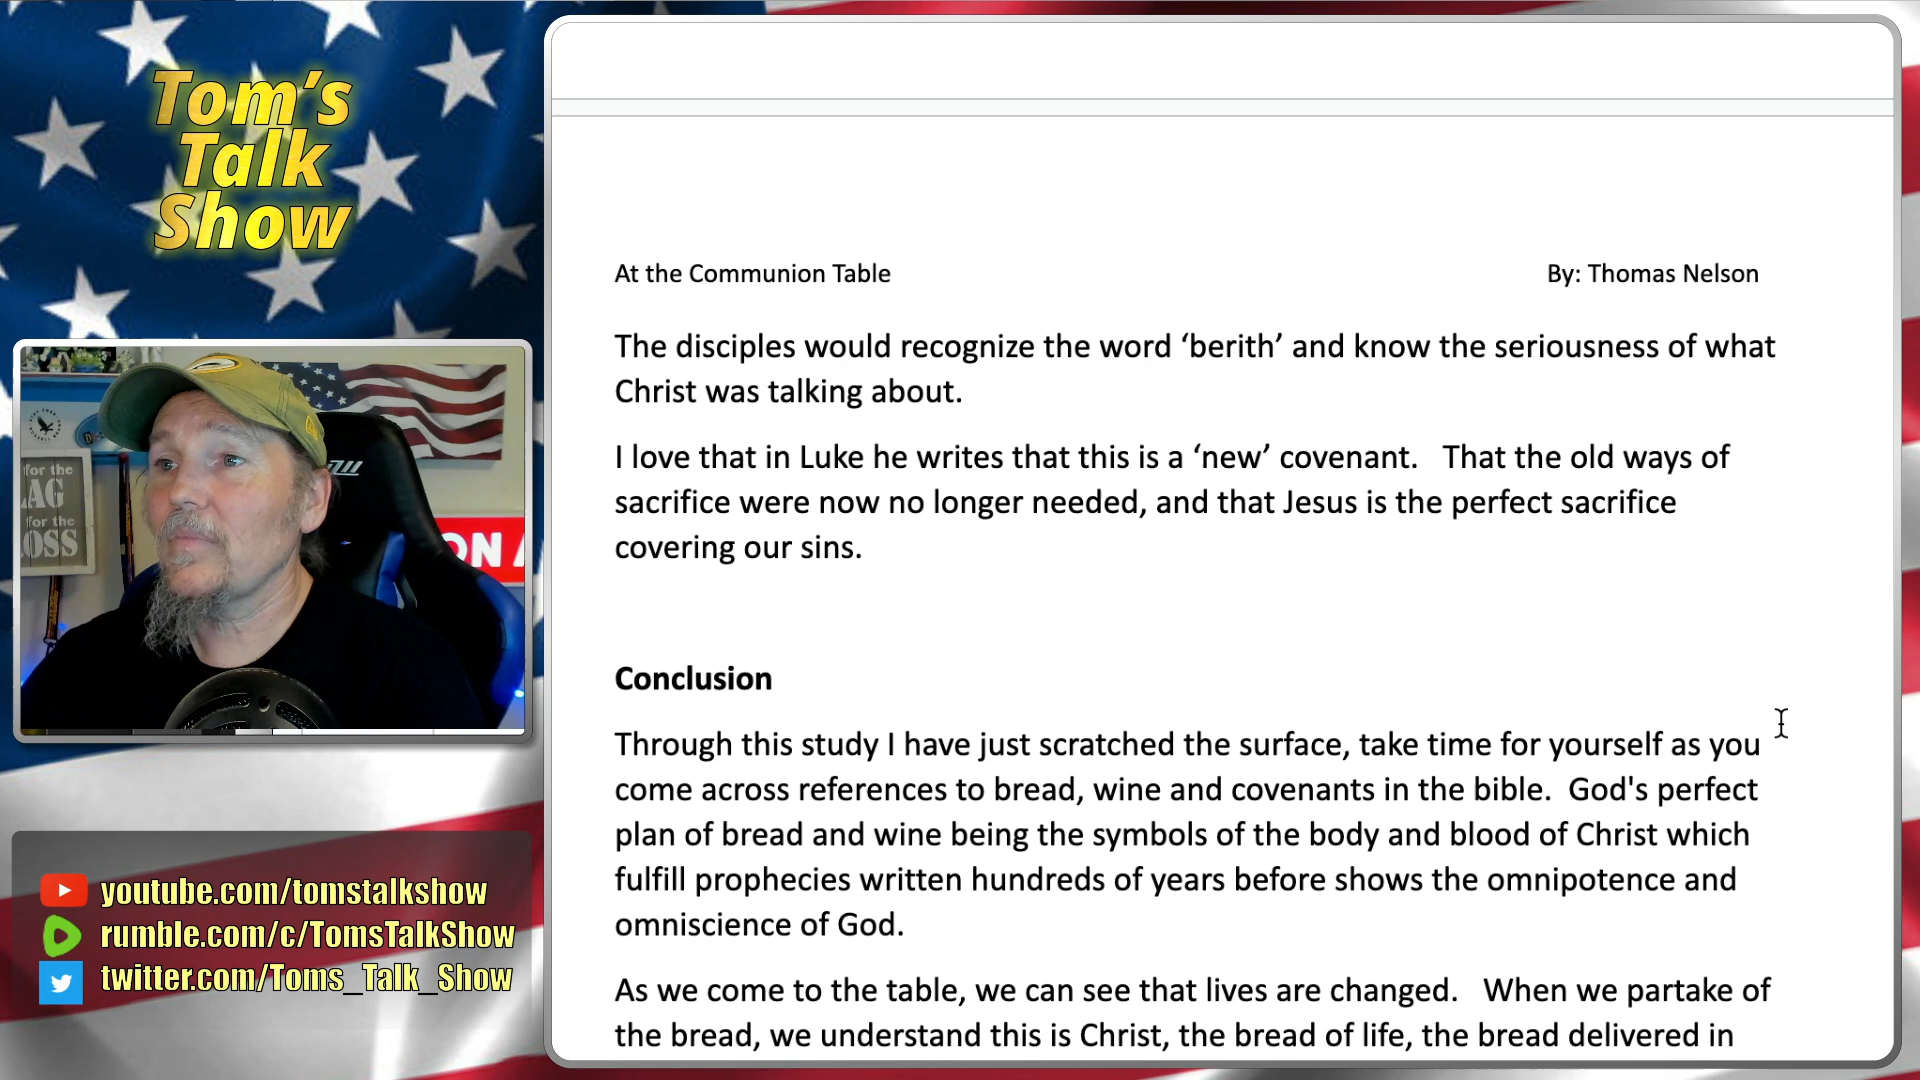 Tom's
Talk
Show
for the
AG
for the
OSS
ON A
youtube.com/tomstalkshow
rumble.com/c/TomsTalkShow
twitter.com/Toms_Talk_Show
At the Communion Table By: Thomas Nelson
The disciples would recognize the word ‘berith’ and know the seriousness of what
Christ was talking about.
I love that in Luke he writes that this is a ‘new’ covenant.   That the old ways of
sacrifice were now no longer needed, and that Jesus is the perfect sacrifice
covering our sins.
Conclusion
Through this study I have just scratched the surface, take time for yourself as you
come across references to bread, wine and covenants in the bible.  God's perfect
plan of bread and wine being the symbols of the body and blood of Christ which
fulfill prophecies written hundreds of years before shows the omnipotence and
omniscience of God.
As we come to the table, we can see that lives are changed.   When we partake of
the bread, we understand this is Christ, the bread of life, the bread delivered in